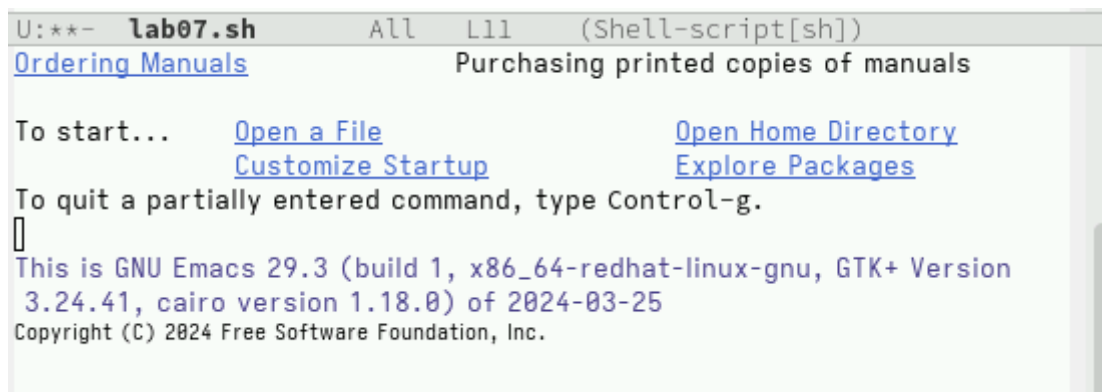 U:**-  lab07.sh       All   L11    (Shell-script[sh])
Ordering Manuals          Purchasing printed copies of manuals
To start...    Open a File          Open Home Directory
Customize Startup          Explore Packages
To quit a partially entered command, type Control-g.
This is GNU Emacs 29.3 (build 1, x86_64-redhat-linux-gnu, GTK+ Version
3.24.41, cairo version 1.18.0) of 2024-03-25
Copyright (C) 2024 Free Software Foundation, Inc.